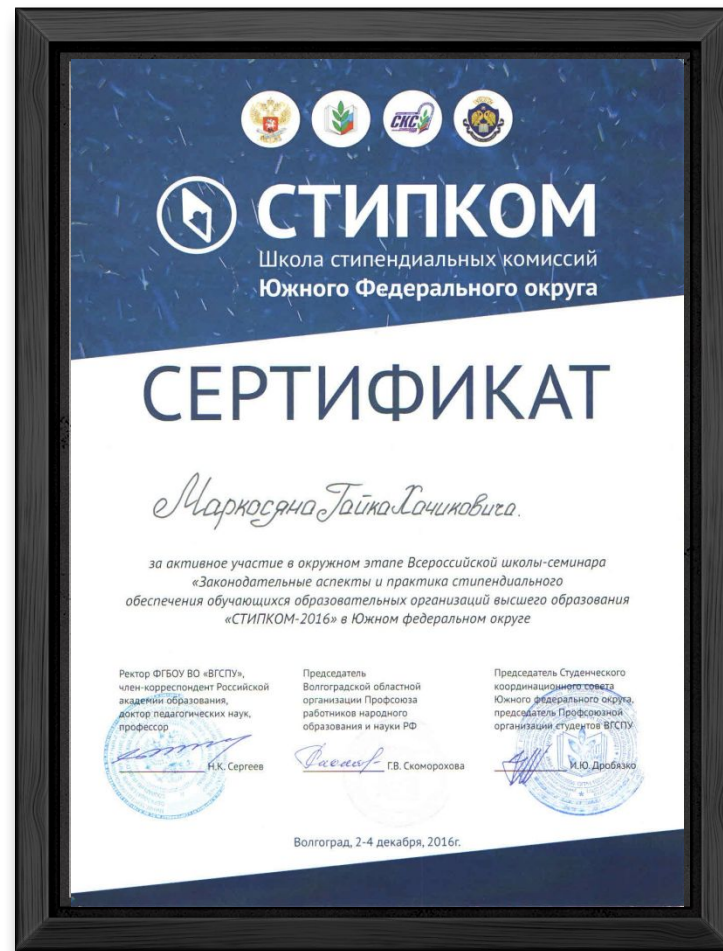 СКС
СТИПКОМ
Школа стипендиальных комиссий
Южного Федерального округа
СЕРТИФИКАТ
Маркосяна Гайка Хачиковича.
за активное участие в окружном этапе Всероссийской школы-семинара
«Законодательные аспекты и практика стипендиального
обеспечения обучающихся образовательных организаций высшего образования
«СТИПКОМ-2016» в Южном федеральном округе
Ректор ФГБОУ ВО «ВГСПУ»,
член-корреспондент Российской
академии образования,
доктор педагогических наук,
профессор
Н.К. Сергеев
Председатель
Волгоградской областной
организации Профсоюза
работников народного
образования и науки РФ
Г.В. Скоморохова
Председатель Студенческого
координационного совета
Южного федерального округа,
председатель Профсоюзной
организации студентов ВГСПУ
И.Ю. Дробязко
Волгоград, 2-4 декабря, 2016г.